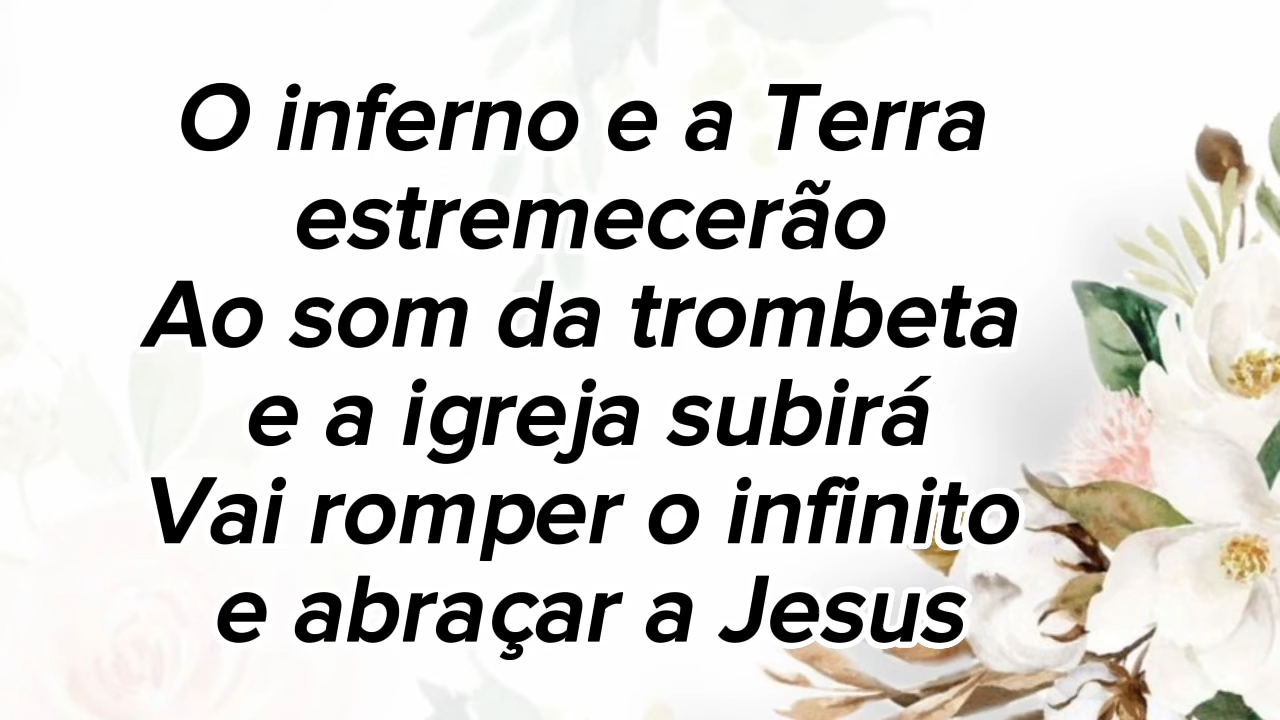 O inferno e a Terra
estremecerão
Ao som da trombeta
e a igreja subirá
Vai romper o infinito
e abraçar a Jesus